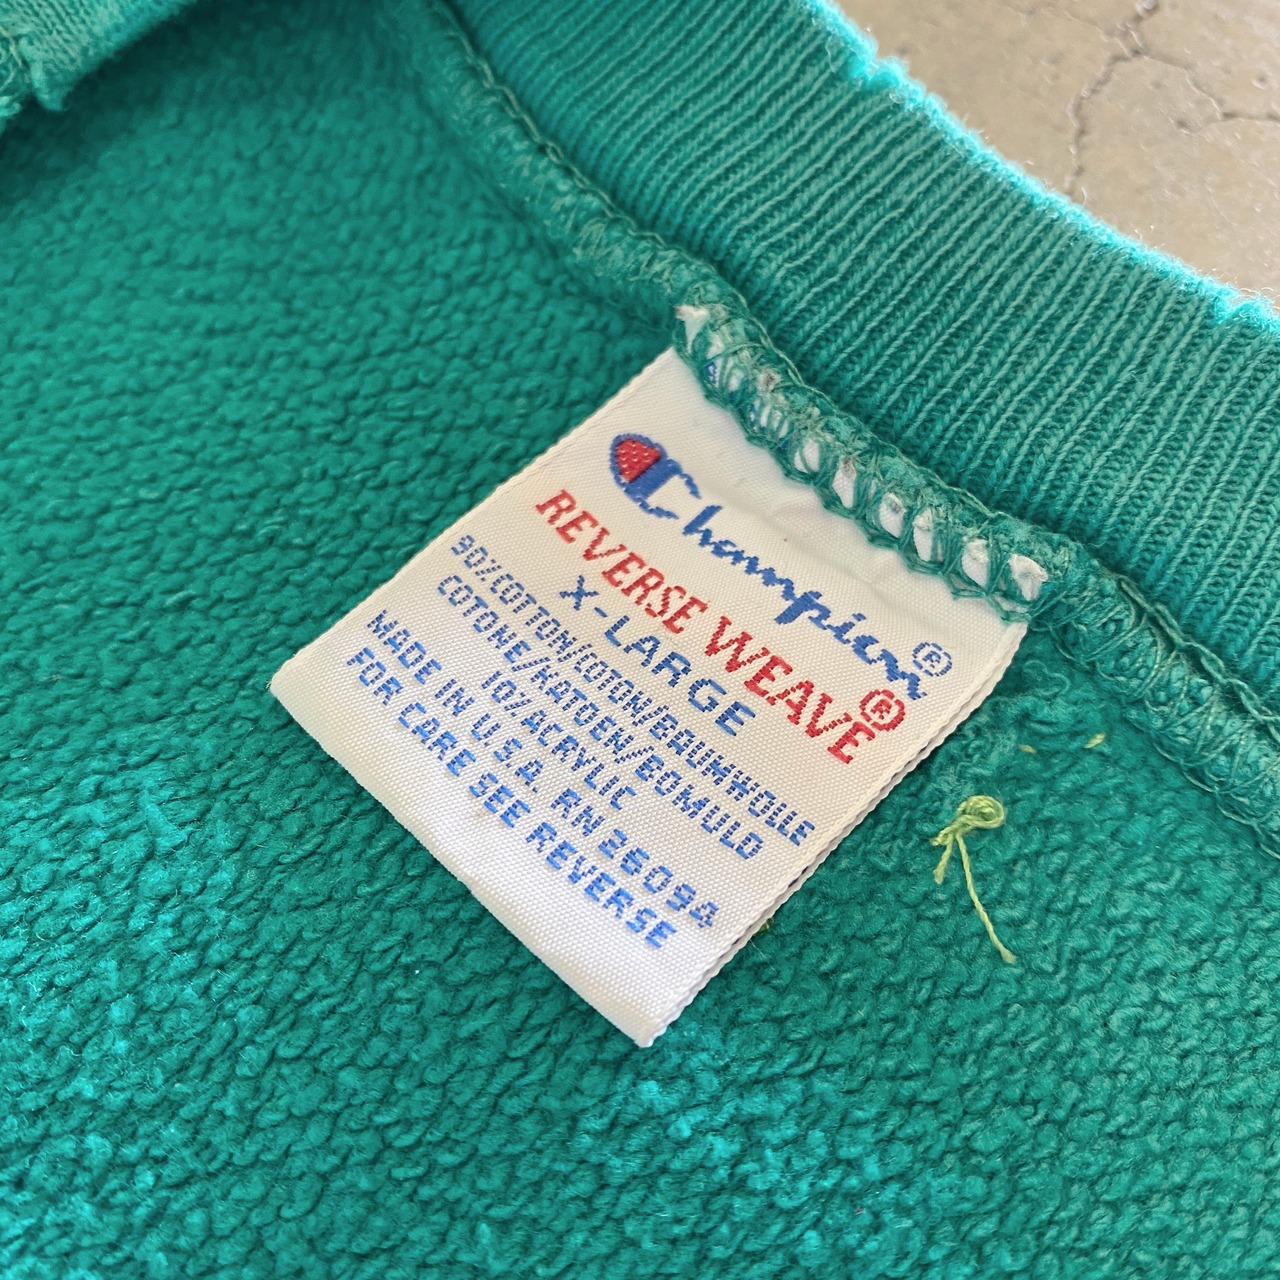 Champion®
REVERSE WEAVE®
X-LARGE
90%COTTON/COTON/BAUMWOLLE
COTONE/KATOEN/BOMULD
10%ACRYLIC
MADE IN U.S.A. RN 26094
FOR CARE SEE REVERSE